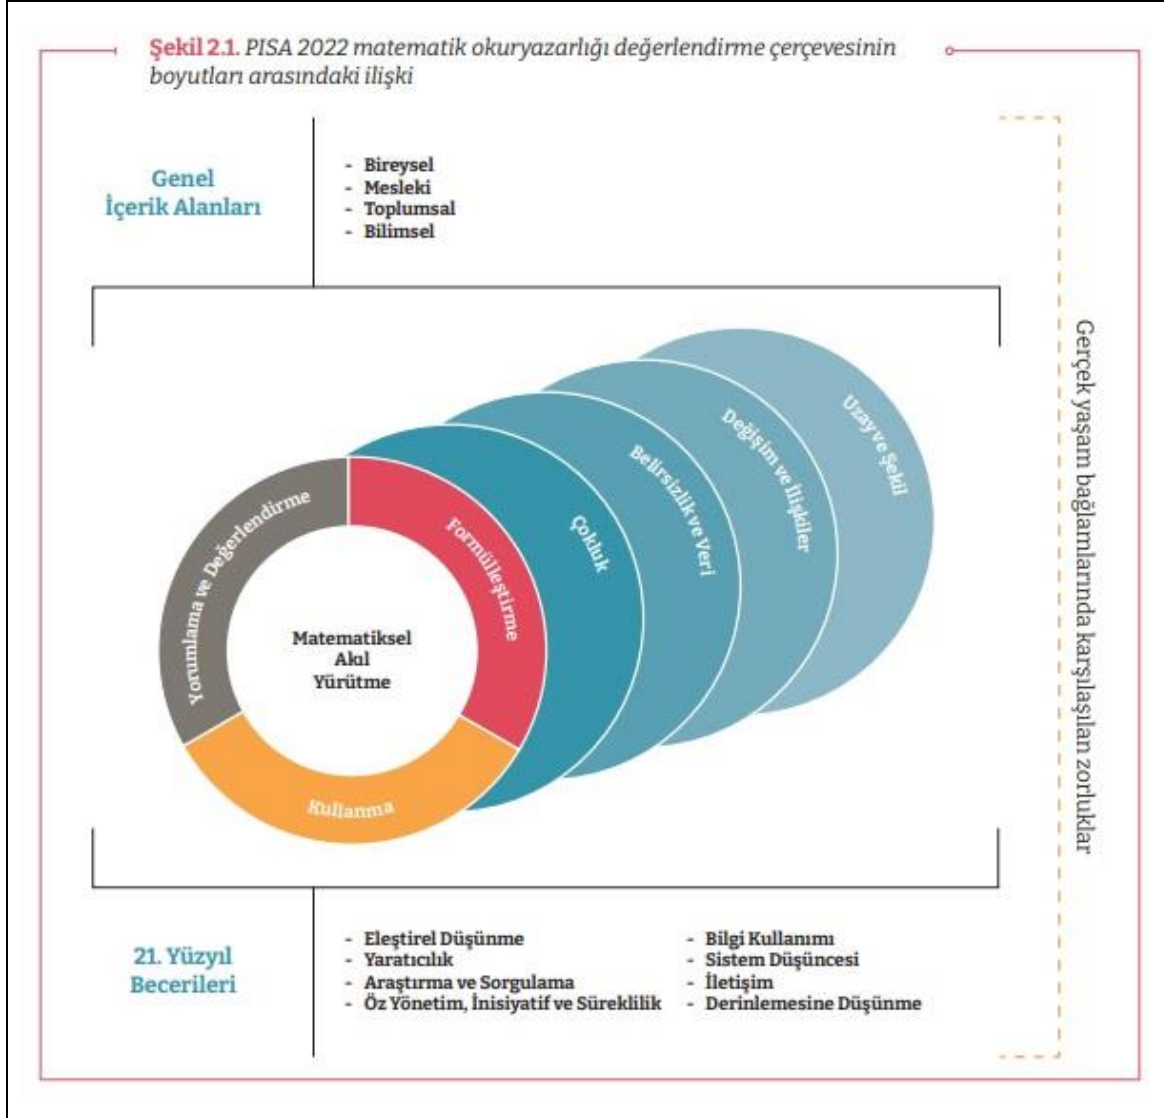 Şekil 2.1. PISA 2022 matematik okuryazarlığı değerlendirme çerçevesinin
boyutları arasındaki ilişki
Genel
İçerik Alanları
- Bireysel
- Mesleki
- Toplumsal
- Bilimsel
Uzay ve Şekil
Değişim ve İlişkiler
Belirsizlik ve Veri
Çokluk
Formülleştirme
Yorumlama ve Değerlendirme
Kullanma
Matematiksel
Akıl
Yürütme
Gerçek yaşam bağlamlarında karşılaşılan zorluklar
21. Yüzyıl
Becerileri
- Eleştirel Düşünme
- Yaratıcılık
- Araştırma ve Sorgulama
- Öz Yönetim, İnisiyatif ve Süreklilik
- Bilgi Kullanımı
- Sistem Düşüncesi
- İletişim
- Derinlemesine Düşünme